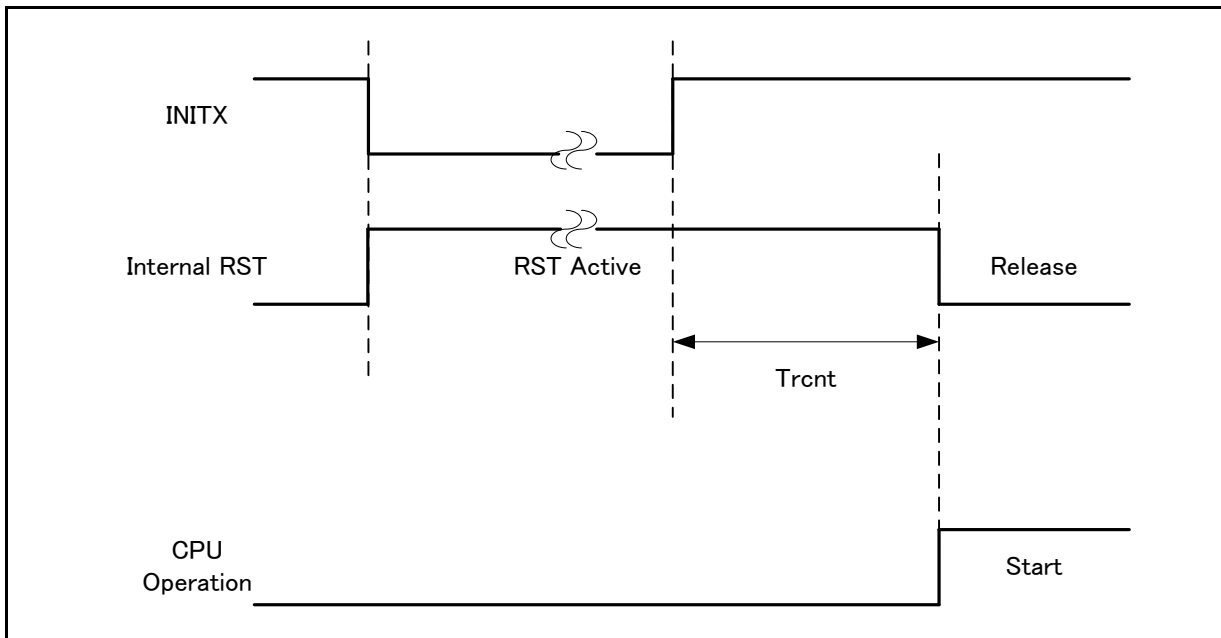 INITX
Internal RST
RST Active
Release
Trcnt
CPU
Operation
Start